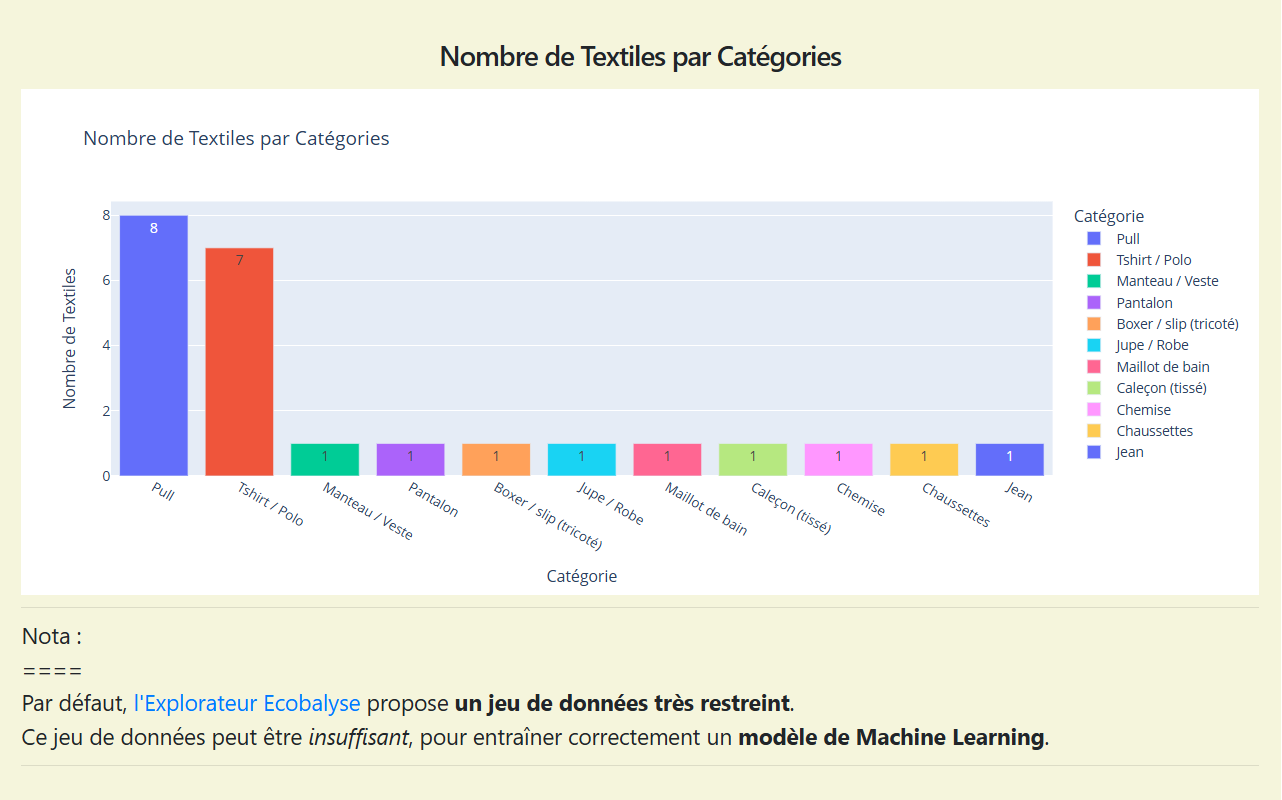 Nombre de Textiles par Catégories
Nombre de Textiles par Catégories
Nombre de Textiles
8
6
4
2
0
8
7
1
1
1
1
1
1
1
1
1
Pull
Tshirt / Polo
Manteau / Veste
Pantalon
Boxer / slip (tricoté)
Jupe / Robe
Maillot de bain
Caleçon (tissé)
Chemise
Chaussettes
Jean
Catégorie
Catégorie
Pull
Tshirt / Polo
Manteau / Veste
Pantalon
Boxer / slip (tricoté)
Jupe / Robe
Maillot de bain
Caleçon (tissé)
Chemise
Chaussettes
Jean
Nota :
====
Par défaut, l'Explorateur Ecobalyse propose un jeu de données très restreint.
Ce jeu de données peut être insuffisant, pour entraîner correctement un modèle de Machine Learning.